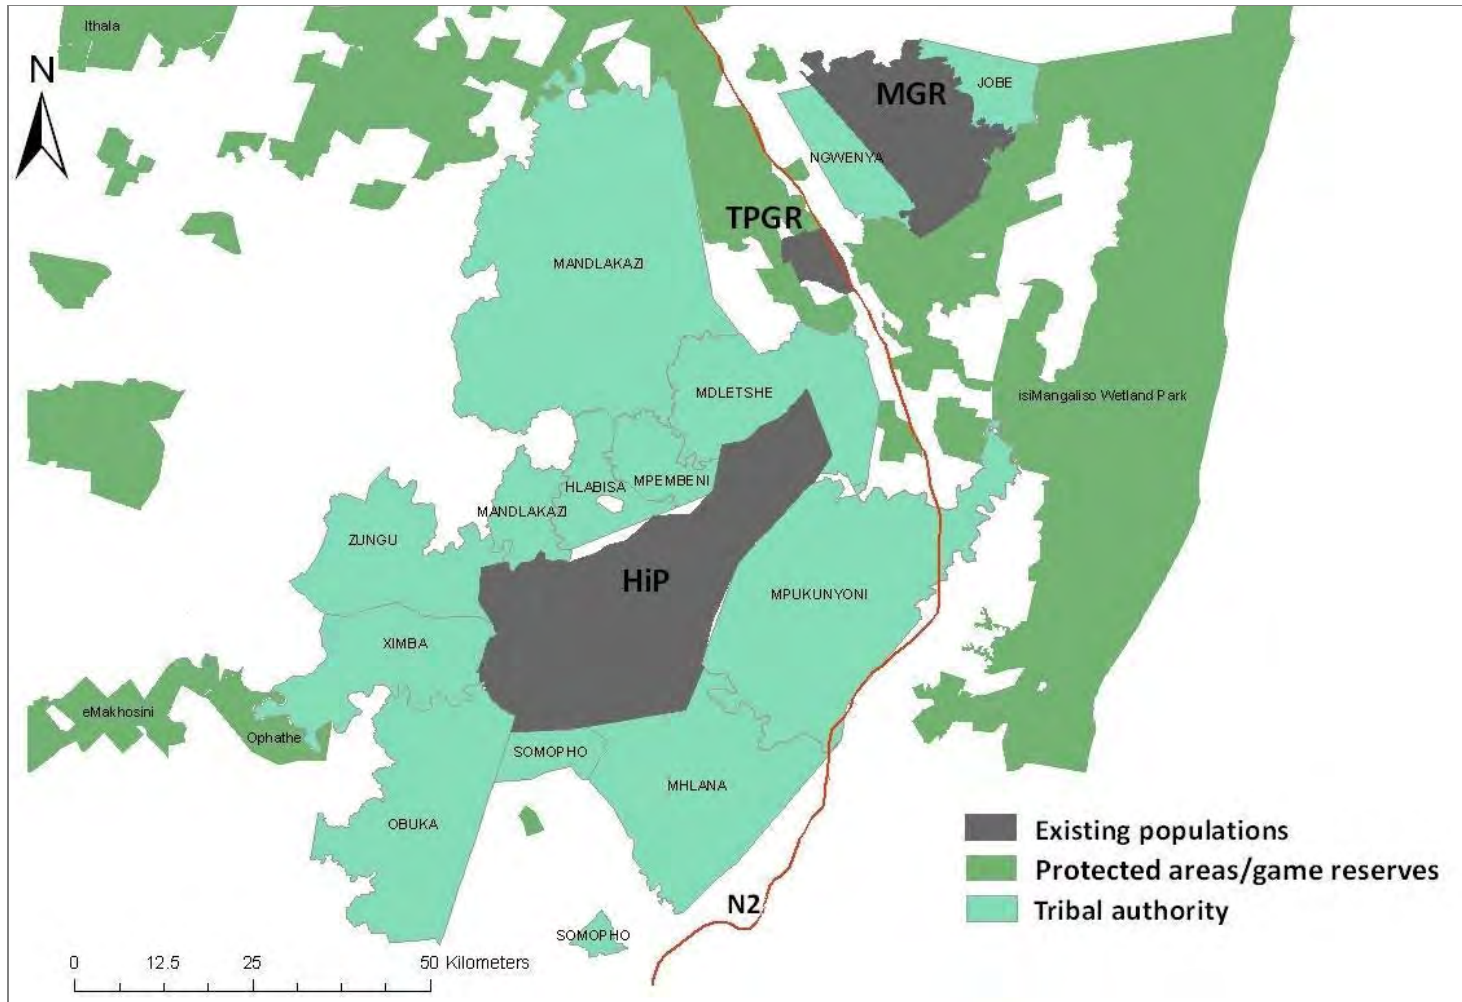 Ithala
N
MGR
JOBE
NGWENYA
TPGR
MANDLAKAZI
MDLETSHE
isiMangaliso Wetland Park
HLABISA
MPEMBENI
MANDLAKAZI
ZUNGU
HiP
MPUKUNYONI
XIMBA
eMakhosini
Ophathe
SOMOPHO
MHLANA
OBUKA
Existing populations
Protected areas/game reserves
Tribal authority
N2
SOMOPHO
0 12.5 25 50 Kilometers